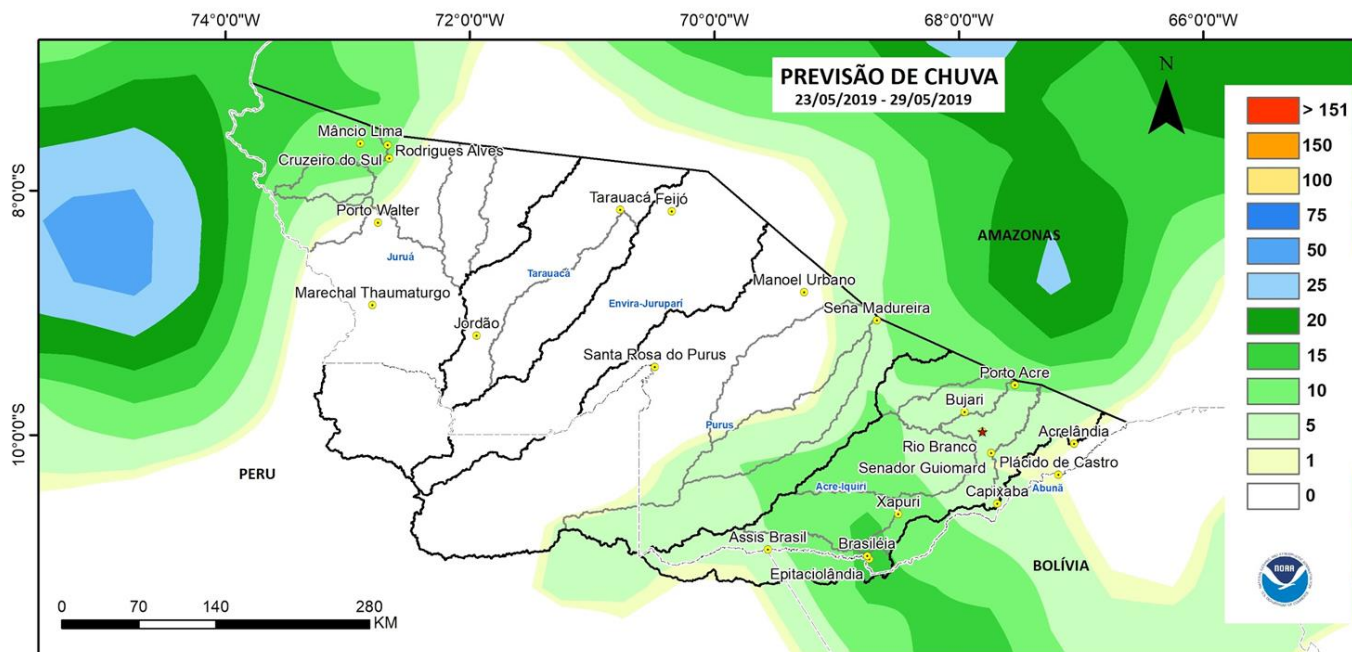 74°0'0"W 72°0'0"W 70°0'0"W 68°0'0"W 66°0'0"W
PREVISÃO DE CHUVA
23/05/2019 - 29/05/2019
N
> 151
150
100
75
50
25
20
15
10
5
1
0
8°0'0"S
10°0'0"S
Mâncio Lima
Cruzeiro do Sul
Rodrigues Alves
Porto Walter
Juruá
Marechal Thaumaturgo
Jordão
Tarauacá
Feijó
Tarauacá
Envira-Jurupari
Manoel Urbano
Sena Madureira
Santa Rosa do Purus
Purus
AMAZONAS
Porto Acre
Bujari
Rio Branco
Acrelândia
Senador Guiomard
Plácido de Castro
Acre-Iquiri
Capixaba
Abunã
Xapuri
Assis Brasil
Brasiléia
Epitaciolândia
PERU
BOLÍVIA
0 70 140 280
KM
NOAA